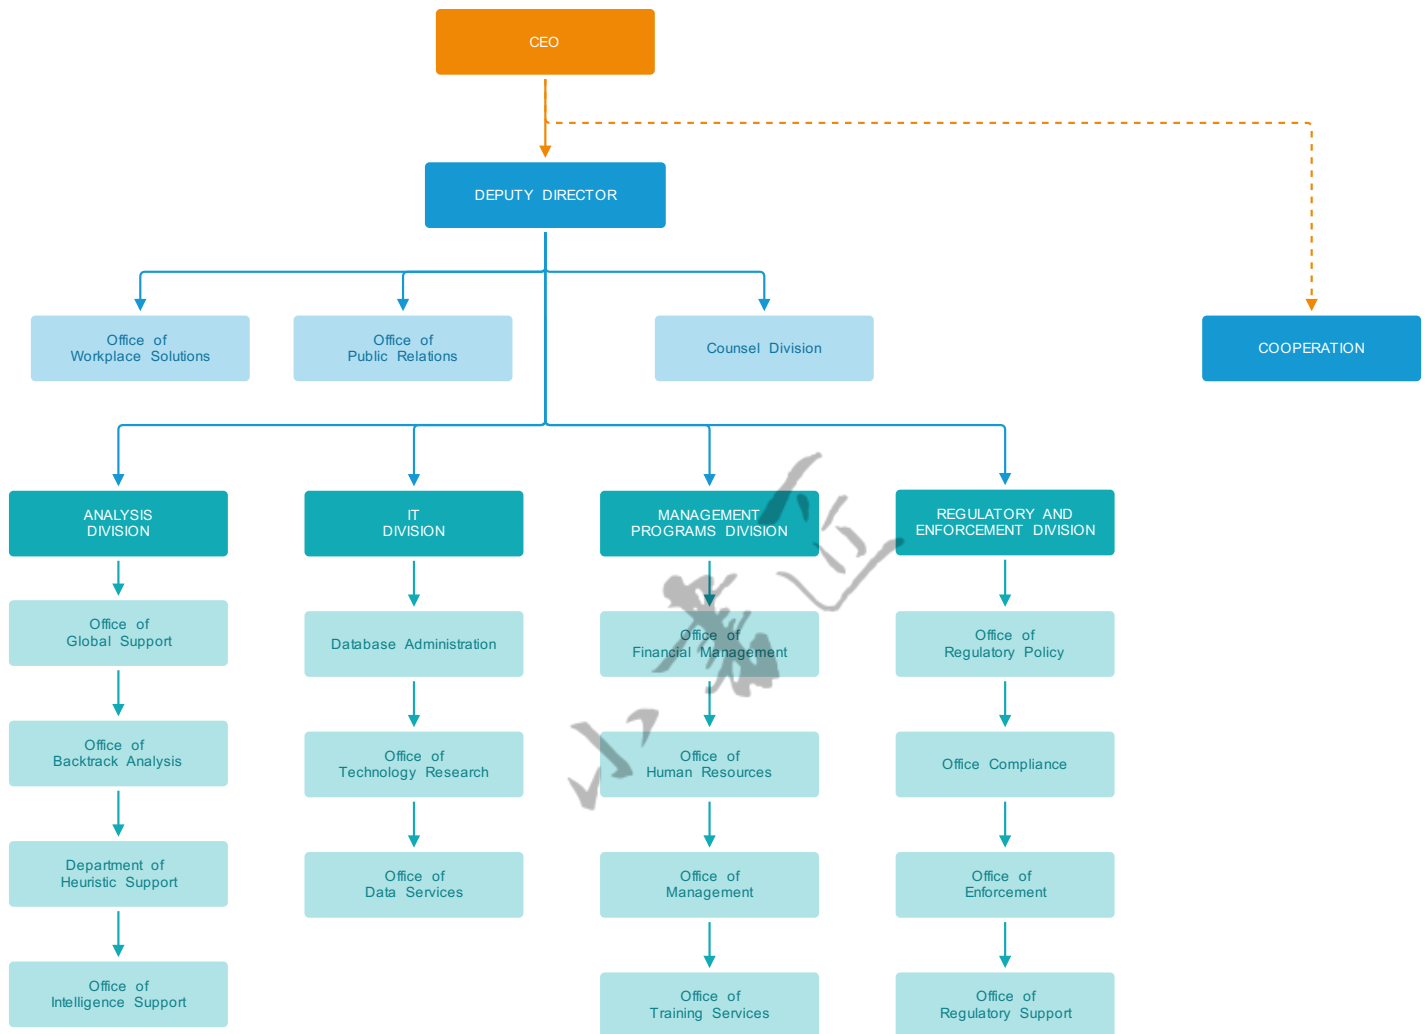 CEO
DEPUTY DIRECTOR
Office of
Workplace Solutions
Office of
Public Relations
Counsel Division
COOPERATION
ANALYSIS
DIVISION
IT
DIVISION
MANAGEMENT
PROGRAMS DIVISION
REGULATORY AND
ENFORCEMENT DIVISION
Office of
Global Support
Database Administration
Office of
Financial Management
Office of
Regulatory Policy
Office of
Backtrack Analysis
Office of
Technology Research
Office of
Human Resources
Office Compliance
Department of
Heuristic Support
Office of
Data Services
Office of
Management
Office of
Enforcement
Office of
Intelligence Support
Office of
Training Services
Office of
Regulatory Support